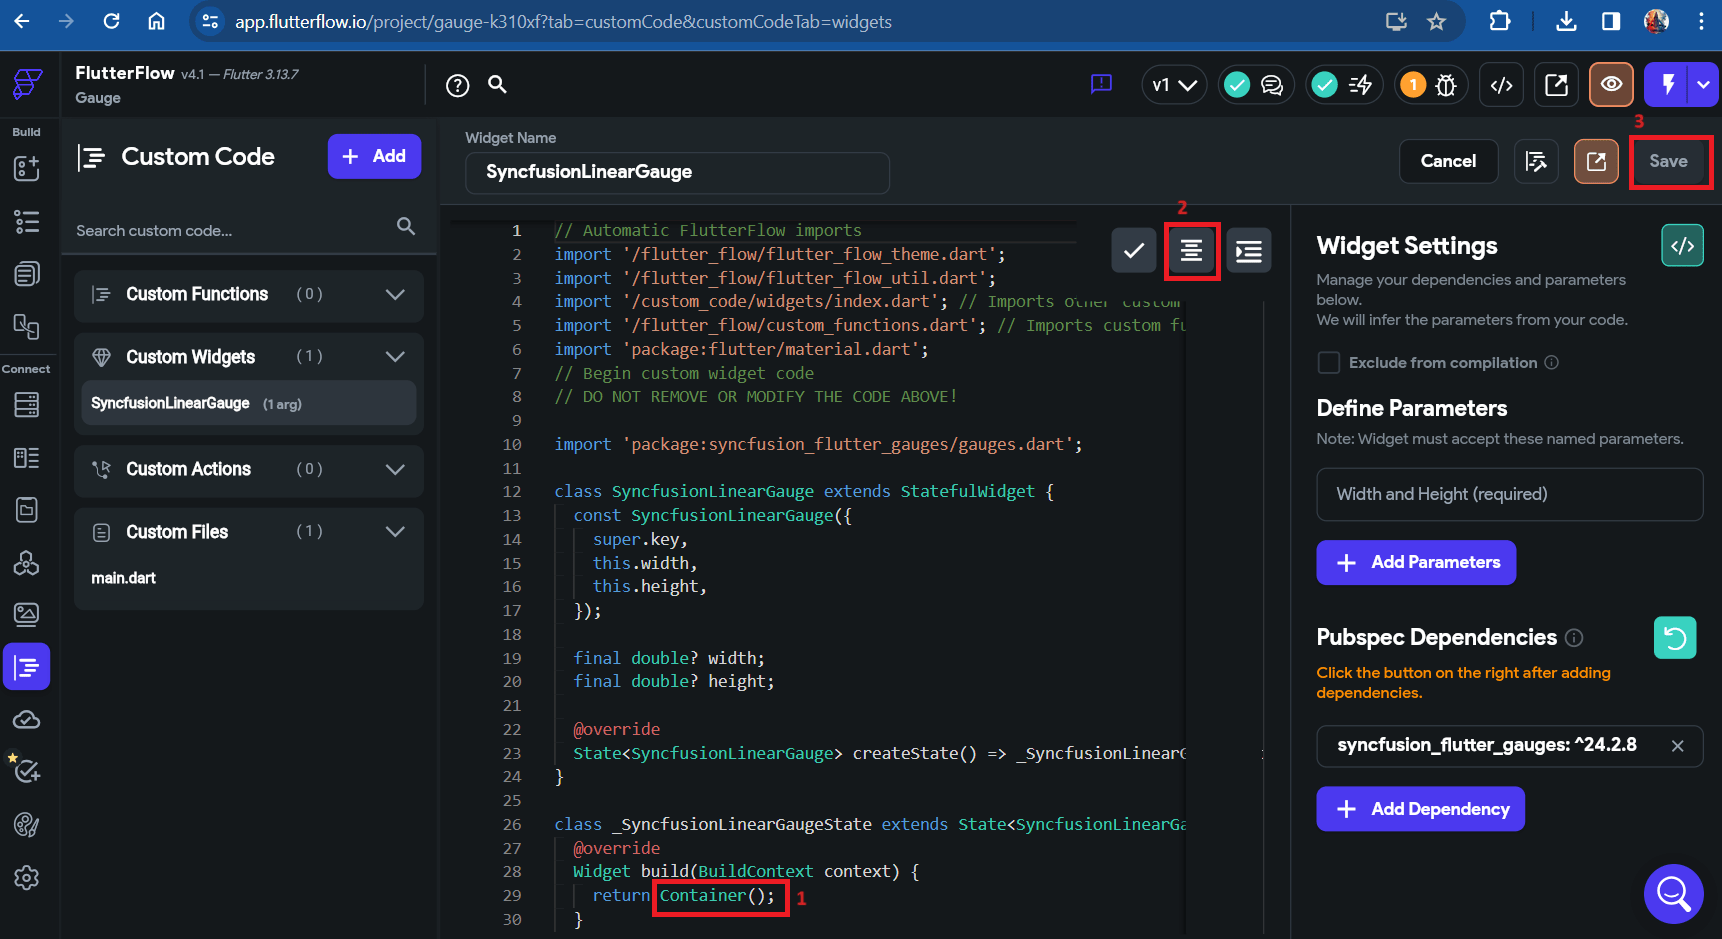 app.flutterflow.io/project/gauge-k310xf?tab=customCode&customCodeTab=widgets
FlutterFlow v4.1 — Flutter 3.13.7
Gauge
v1
1
Build
Connect
Custom Code
+ Add
Search custom code...
Custom Functions (0)
Custom Widgets (1)
SyncfusionLinearGauge (1 arg)
Custom Actions (0)
Custom Files (1)
main.dart
Widget Name
SyncfusionLinearGauge
Cancel
3
Save
2
1 // Automatic FlutterFlow imports
2 import '/flutter_flow/flutter_flow_theme.dart';
3 import '/flutter_flow/flutter_flow_util.dart';
4 import '/custom_code/widgets/index.dart'; // Imports other custom
5 import '/flutter_flow/custom_functions.dart'; // Imports custom fu
6 import 'package:flutter/material.dart';
7 // Begin custom widget code
8 // DO NOT REMOVE OR MODIFY THE CODE ABOVE!
9
10 import 'package:syncfusion_flutter_gauges/gauges.dart';
11
12 class SyncfusionLinearGauge extends StatefulWidget {
13 const SyncfusionLinearGauge({
14 super.key,
15 this.width,
16 this.height,
17 });
18
19 final double? width;
20 final double? height;
21
22 @override
23 State<SyncfusionLinearGauge> createState() => _SyncfusionLinearG
24 }
25
26 class _SyncfusionLinearGaugeState extends State<SyncfusionLinearGa
27 @override
28 Widget build(BuildContext context) {
29 return Container(); 1
30 }
Widget Settings
</>
Manage your dependencies and parameters
below.
We will infer the parameters from your code.
Exclude from compilation
Define Parameters
Note: Widget must accept these named parameters.
Width and Height (required)
+ Add Parameters
Pubspec Dependencies
Click the button on the right after adding
dependencies.
syncfusion_flutter_gauges: ^24.2.8
+ Add Dependency